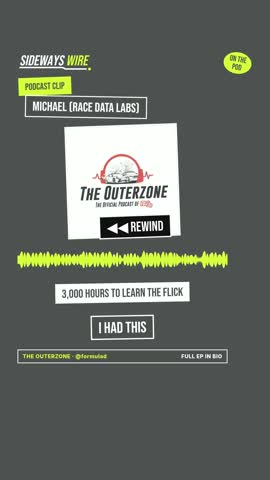 SIDEWAYS WIRE.
ON THE
POD
PODCAST CLIP
MICHAEL (RACE DATA LABS)
THE OUTERZONE
THE OFFICIAL PODCAST OF
REWIND
3,000 HOURS TO LEARN THE FLICK
I HAD THIS
THE OUTERZONE · @formulad
FULL EP IN BIO